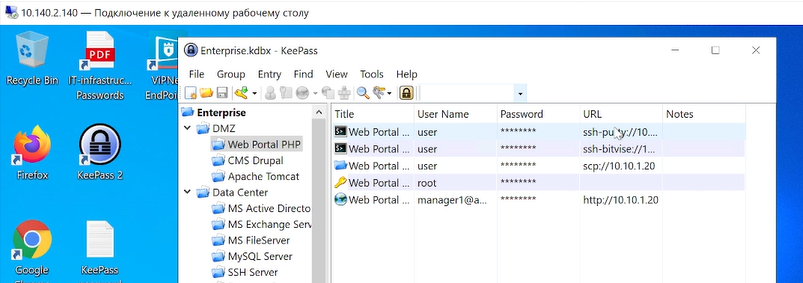 10.140.2.140 — Подключение к удаленному рабочему столу
Recycle Bin
IT-infrastruc...
Passwords
ViPNe
EndPoi
Firefox
KeePass 2
Google
Chrome
KeePass
Enterprise.kdbx - KeePass
File Group Entry Find View Tools Help
Enterprise
DMZ
Web Portal PHP
CMS Drupal
Apache Tomcat
Data Center
MS Active Directo
MS Exchange Serv
MS FileServer
MySQL Server
SSH Server
Title User Name Password URL Notes
Web Portal ... user ******** ssh-putty://10....
Web Portal ... user ******** ssh-bitvise://1...
Web Portal ... user ******** scp://10.10.1.20
Web Portal ... root ********
Web Portal ... manager1@a... ******** http://10.10.1.20